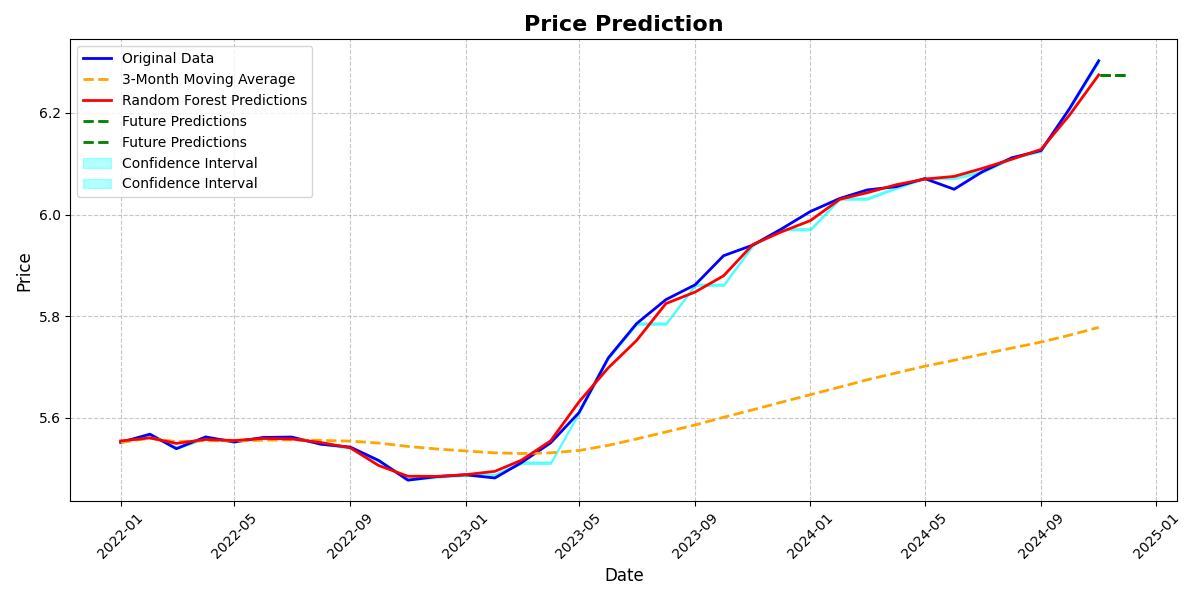 Price Prediction
Original Data
3-Month Moving Average
Random Forest Predictions
Future Predictions
Future Predictions
Confidence Interval
Confidence Interval
Price
6.2
6.0
5.8
5.6
2022-01
2022-05
2022-09
2023-01
2023-05
2023-09
2024-01
2024-05
2024-09
2025-01
Date